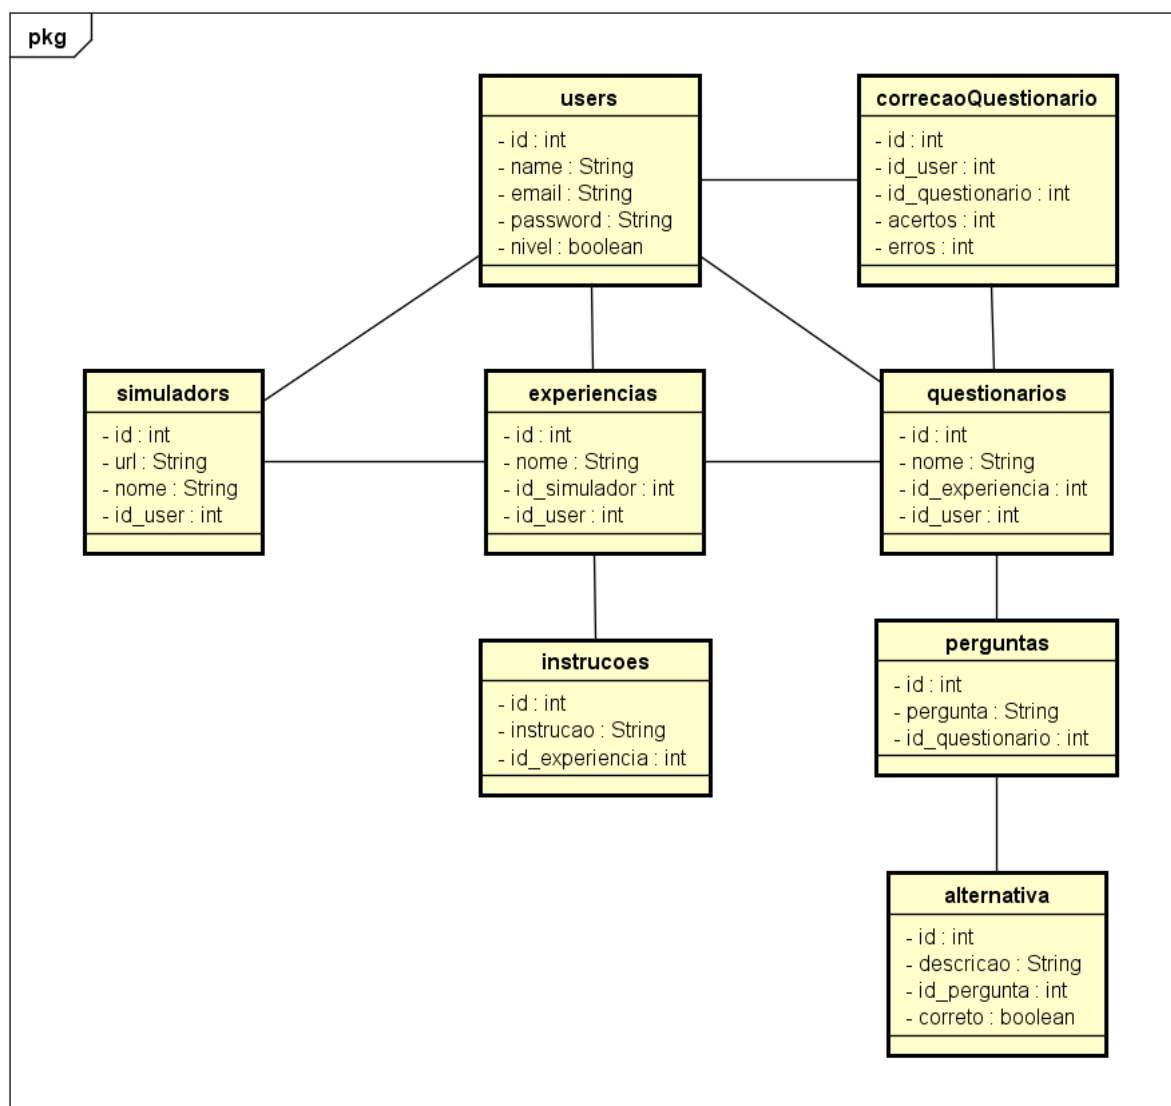 pkg
users
- id : int
- name : String
- email : String
- password : String
- nivel : boolean
correcaoQuestionario
- id : int
- id_user : int
- id_questionario : int
- acertos : int
- erros : int
simuladors
- id : int
- url : String
- nome : String
- id_user : int
experiencias
- id : int
- nome : String
- id_simulador : int
- id_user : int
questionarios
- id : int
- nome : String
- id_experiencia : int
- id_user : int
instrucoes
- id : int
- instrucao : String
- id_experiencia : int
perguntas
- id : int
- pergunta : String
- id_questionario : int
alternativa
- id : int
- descricao : String
- id_pergunta : int
- correto : boolean